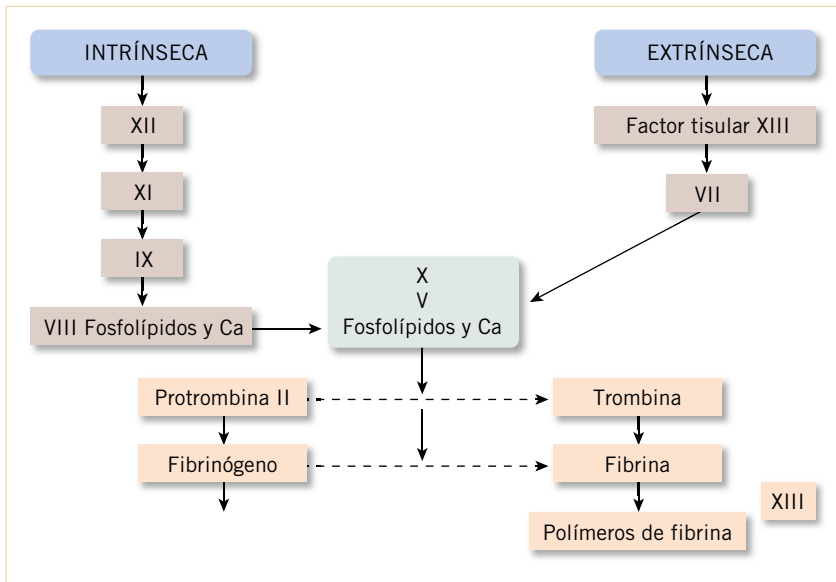 INTRÍNSECA
EXTRÍNSECA
XII
Factor tisular XIII
XI
VII
IX
X
V
VIII Fosfolípidos y Ca
Fosfolípidos y Ca
Protrombina II
Trombina
Fibrinógeno
Fibrina
XIII
Polímeros de fibrina